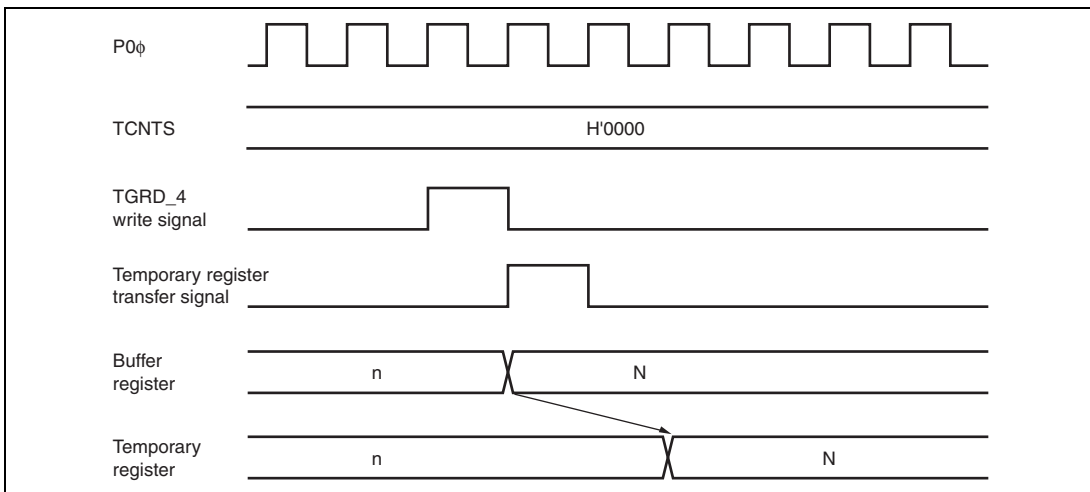 P0ϕ
TCNTS
H'0000
TGRD_4
write signal
Temporary register
transfer signal
Buffer
register
n
N
Temporary
register
n
N